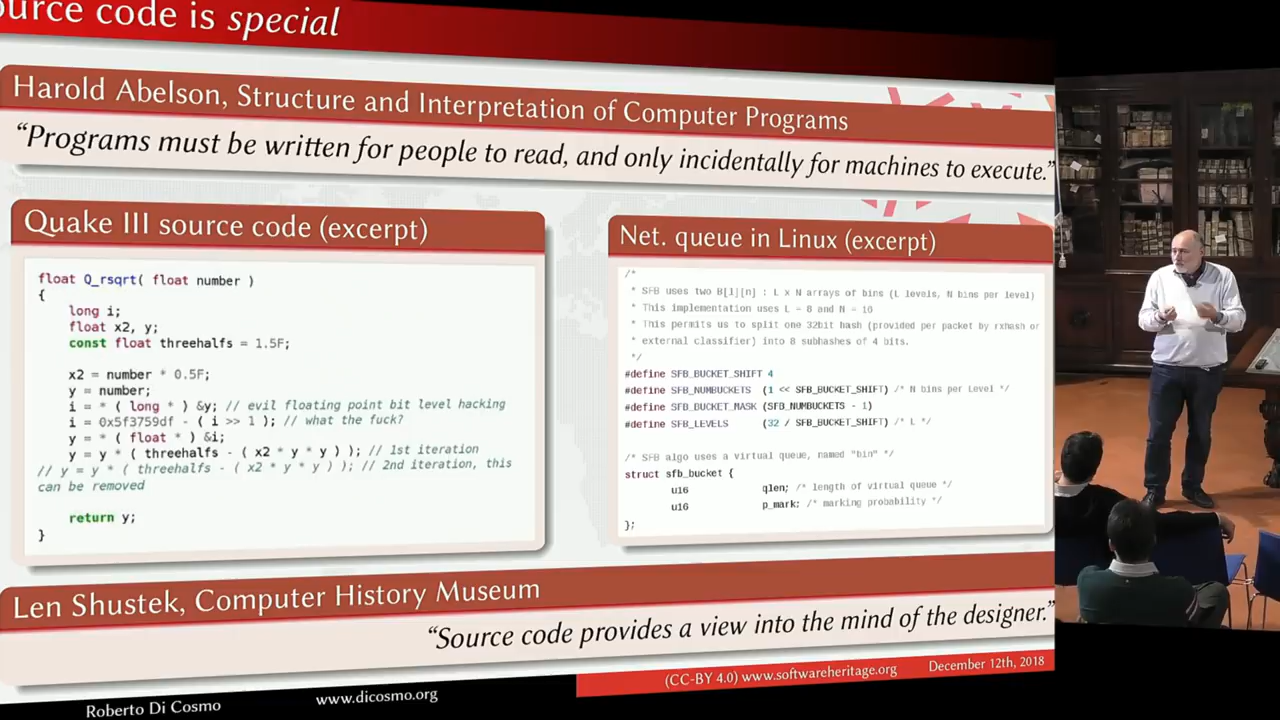 ource code is special
Harold Abelson, Structure and Interpretation of Computer Programs
“Programs must be written for people to read, and only incidentally for machines to execute.”
Quake III source code (excerpt)
float Q_rsqrt( float number )
{
long i;
float x2, y;
const float threehalfs = 1.5F;
x2 = number * 0.5F;
y = number;
i = * ( long * ) &y; // evil floating point bit level hacking
i = 0x5f3759df - ( i >> 1 ); // what the fuck?
y = * ( float * ) &i;
y = y * ( threehalfs - ( x2 * y * y ) ); // 1st iteration
// y = y * ( threehalfs - ( x2 * y * y ) ); // 2nd iteration, this
can be removed
return y;
}
Net. queue in Linux (excerpt)
/*
* SFB uses two B[l][n] : L x N arrays of bins (L levels, N bins per level)
* This implementation uses L = 8 and N = 16
* This permits us to split one 32bit hash (provided per packet by rxhash or
* external classifier) into 8 subhashes of 4 bits.
*/
#define SFB_BUCKET_SHIFT 4
#define SFB_NUMBUCKETS (1 << SFB_BUCKET_SHIFT) /* N bins per Level */
#define SFB_BUCKET_MASK (SFB_NUMBUCKETS - 1)
#define SFB_LEVELS (32 / SFB_BUCKET_SHIFT) /* L */
/* SFB algo uses a virtual queue, named "bin" */
struct sfb_bucket {
u16 qlen; /* length of virtual queue */
u16 p_mark; /* marking probability */
};
Len Shustek, Computer History Museum
“Source code provides a view into the mind of the designer.”
Roberto Di Cosmo www.dicosmo.org (CC-BY 4.0) www.softwareheritage.org December 12th, 2018